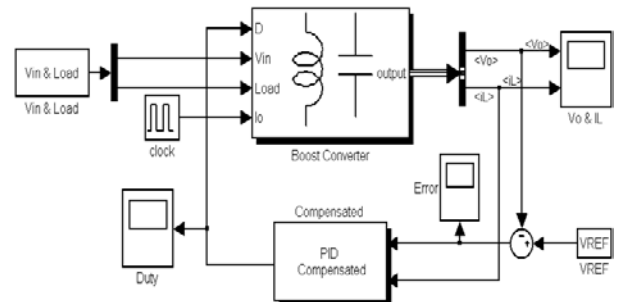 D
Vin
Load
Io
output
Boost Converter
Vin & Load
Vin & Load
clock
<Vo>
<Vo>
<iL>
<iL>
Vo & IL
Error
Duty
Compensated
PID
Compensated
- +
VREF
VREF